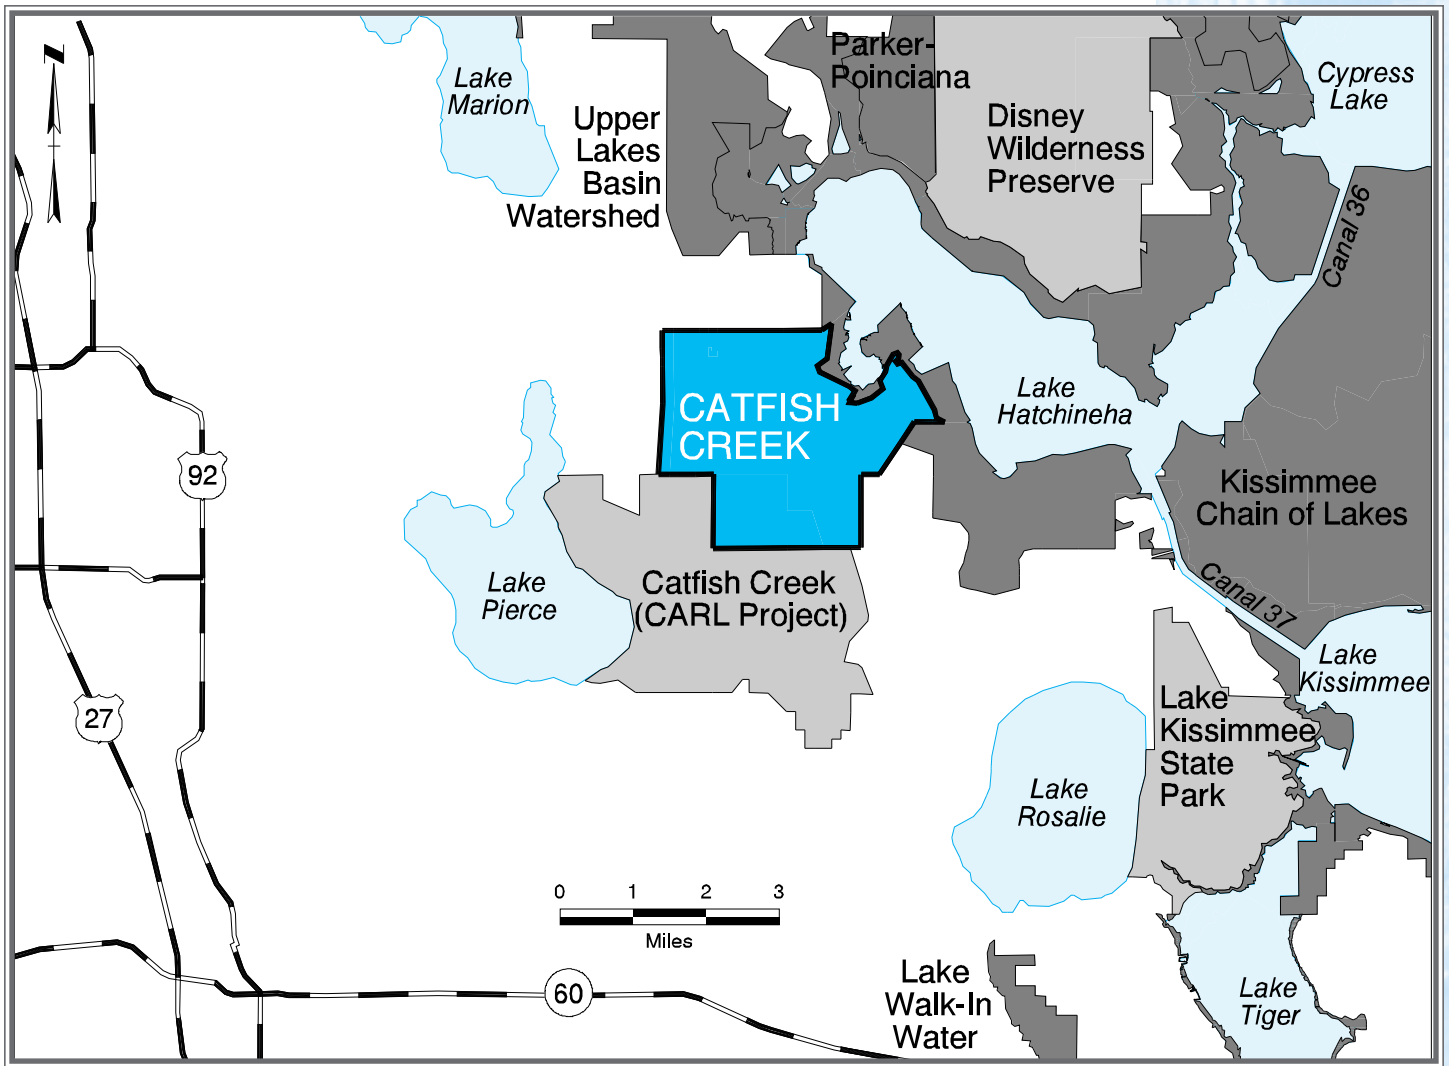 N
Lake
Marion
Parker-
Poinciana
Cypress
Lake
Upper
Lakes
Basin
Watershed
Disney
Wilderness
Preserve
Canal 36
CATFISH
CREEK
Lake
Hatchineha
92
Kissimmee
Chain of Lakes
Lake
Pierce
Catfish Creek
(CARL Project)
Canal 37
Lake
Kissimmee
27
Lake
Kissimmee
State
Park
Lake
Rosalie
0 1 2 3
Miles
60
Lake
Walk-In
Water
Lake
Tiger